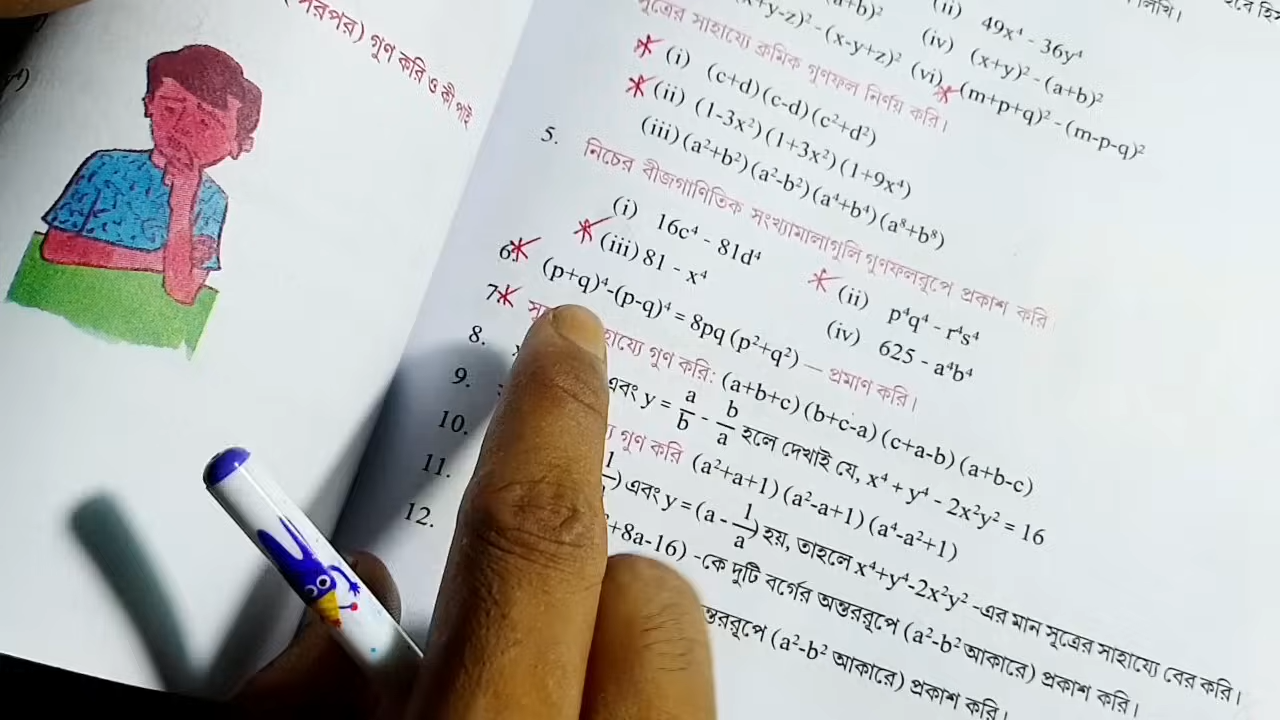 (পরপর) গুণ করি ও কী পাই
(ii) 49x⁴ - 36y⁴
(x+y-z)² - (x-y+z)² (iv) (x+y)² - (a+b)²
(vi) (m+p+q)² - (m-p-q)²
সূত্রের সাহায্যে ক্রমিক গুণফল নির্ণয় করি।
(i) (c+d) (c-d) (c²+d²)
(ii) (1-3x²) (1+3x²) (1+9x⁴)
(iii) (a²+b²) (a²-b²) (a⁴+b⁴) (a⁸+b⁸)
5. নিচের বীজগাণিতিক সংখ্যামালাগুলি গুণফলরূপে প্রকাশ করি
(i) 16c⁴ - 81d⁴ (ii) p⁴q⁴ - r⁴s⁴
(iii) 81 - x⁴ (iv) 625 - a⁴b⁴
6. (p+q)⁴-(p-q)⁴ = 8pq (p²+q²) — প্রমাণ করি।
7. সাহায্যে গুণ করি: (a+b+c) (b+c-a) (c+a-b) (a+b-c)
8. এবং y = a/b - b/a হলে দেখাই যে, x⁴ + y⁴ - 2x²y² = 16
9. গুণ করি (a²+a+1) (a²-a+1) (a⁴-a²+1)
10. এবং y = (a - 1/a) হয়, তাহলে x⁴+y⁴-2x²y² -এর মান সূত্রের সাহায্যে বের করি।
11. +8a-16) -কে দুটি বর্গের অন্তররূপে (a²-b² আকারে) প্রকাশ করি।
12. অন্তররূপে (a²-b² আকারে) প্রকাশ করি।